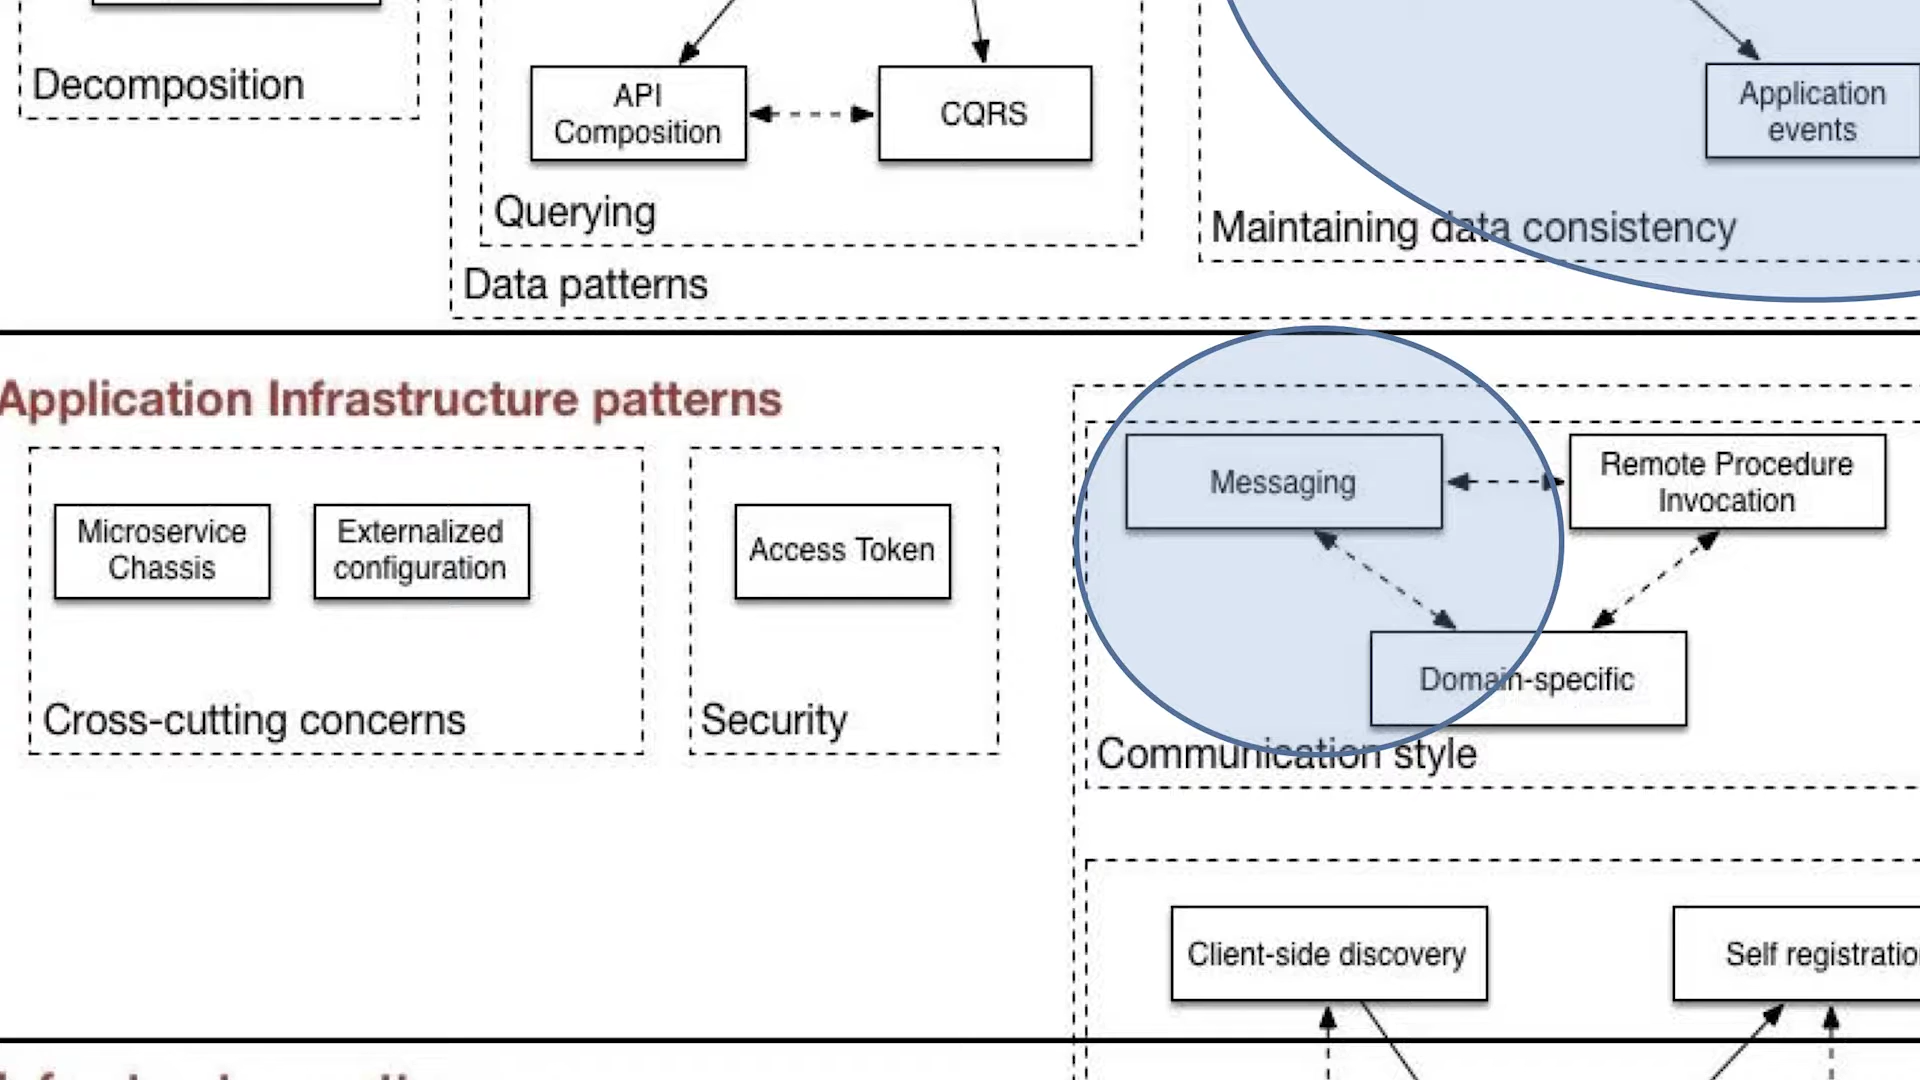 Decomposition
API
Composition
CQRS
Querying
Data patterns
Application
events
Maintaining data consistency
Application Infrastructure patterns
Microservice
Chassis
Externalized
configuration
Cross-cutting concerns
Access Token
Security
Messaging
Remote Procedure
Invocation
Domain-specific
Communication style
Client-side discovery
Self registratio